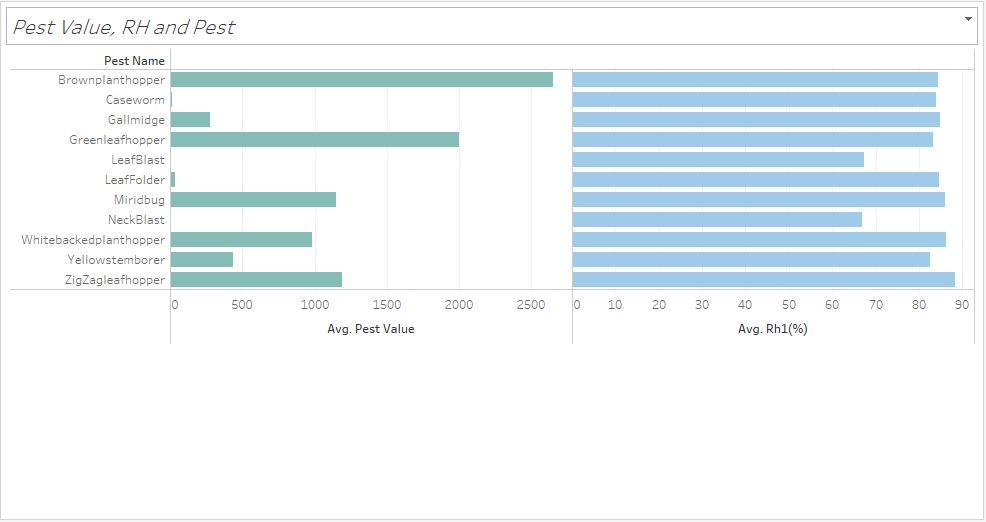 Pest Value, RH and Pest
Pest Name
Brownplanthopper
Caseworm
Gallmidge
Greenleafhopper
LeafBlast
LeafFolder
Miridbug
NeckBlast
Whitebackedplanthopper
Yellowstemborer
ZigZagleafhopper
0 500 1000 1500 2000 2500 0 10 20 30 40 50 60 70 80 90
Avg. Pest Value Avg. Rh1(%)